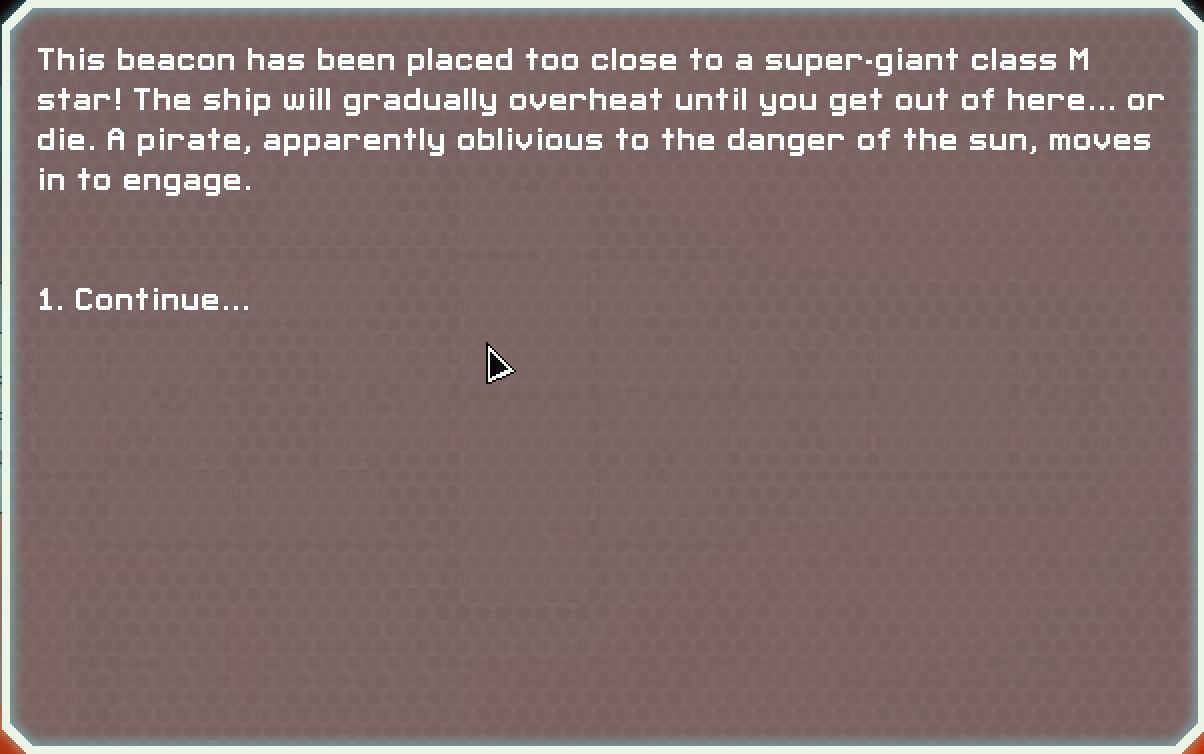 This beacon has been placed too close to a super-giant class M
star! The ship will gradually overheat until you get out of here... or
die. A pirate, apparently oblivious to the danger of the sun, moves
in to engage.
1. Continue...